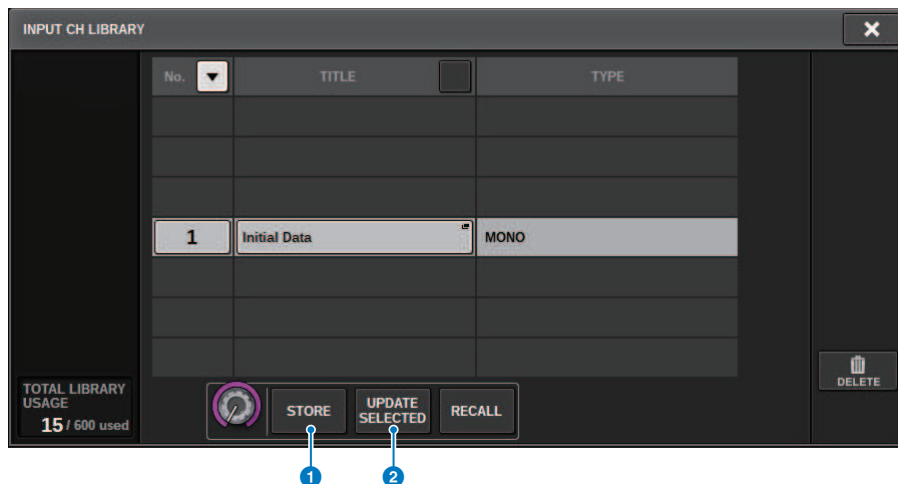 INPUT CH LIBRARY
No. TITLE TYPE
1 Initial Data MONO
TOTAL LIBRARY
USAGE
15 / 600 used
STORE
UPDATE
SELECTED
RECALL
DELETE
1 2